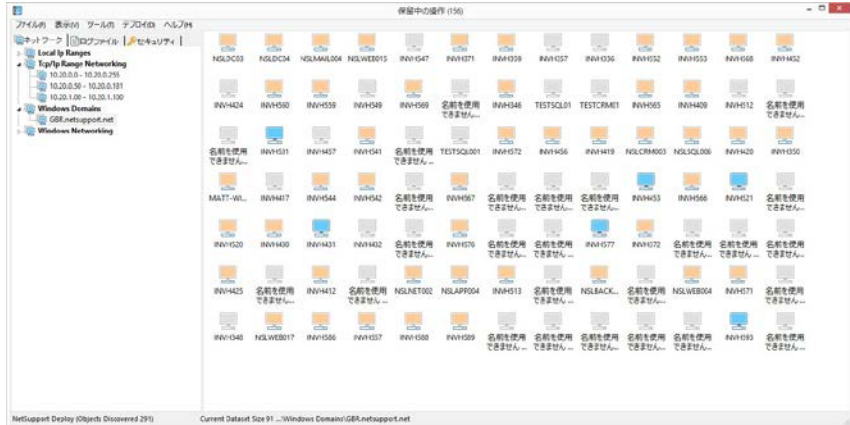 保留中の操作 (156)
ファイル(F) 表示(V) ツール(T) デプロイ(D) ヘルプ(H)
ネットワーク ログファイル セキュリティ
Local Ip Ranges
Tcp/Ip Range Networking
10.20.0.0 - 10.20.0.255
10.20.0.50 - 10.20.0.181
10.20.1.00 - 10.20.1.100
Windows Domains
GBR.netsupport.net
Windows Networking
NSLDC03 NSLDC04 NSLMAIL004 NSLWEB015 INVH547 INVH371 INVH339 INVH357 INVH336 INVH552 INVH553 INVH568 INVH452
INVH424 INVH560 INVH559 INVH549 INVH569 名前を使用できません... INVH346 TESTSQL01 TESTCRM01 INVH565 INVH409 INVH512 名前を使用できません...
名前を使用できません... INVH531 INVH457 INVH541 名前を使用できません... TESTSQL001 INVH572 INVH456 INVH419 NSLCRM003 NSLSQL006 INVH420 INVH350
MATT-WI... INVH417 INVH544 INVH542 名前を使用できません... INVH567 名前を使用できません... 名前を使用できません... 名前を使用できません... INVH453 INVH566 INVH521 名前を使用できません...
INVH520 INVH430 INVH431 INVH432 名前を使用できません... INVH576 名前を使用できません... 名前を使用できません... INVH577 INVH372 名前を使用できません... 名前を使用できません... 名前を使用できません...
INVH425 名前を使用できません... INVH412 名前を使用できません... NSLNET002 NSLAPP004 INVH513 名前を使用できません... NSLBACK... 名前を使用できません... NSLWEB004 INVH571 名前を使用できません...
INVH348 NSLWEB017 INVH586 INVH557 INVH588 INVH589 名前を使用できません... 名前を使用できません... 名前を使用できません... 名前を使用できません... 名前を使用できません... INVH593 名前を使用できません...
NetSupport Deploy (Objects Discovered 291) Current Dataset Size 91 ...\Windows Domains\GBR.netsupport.net